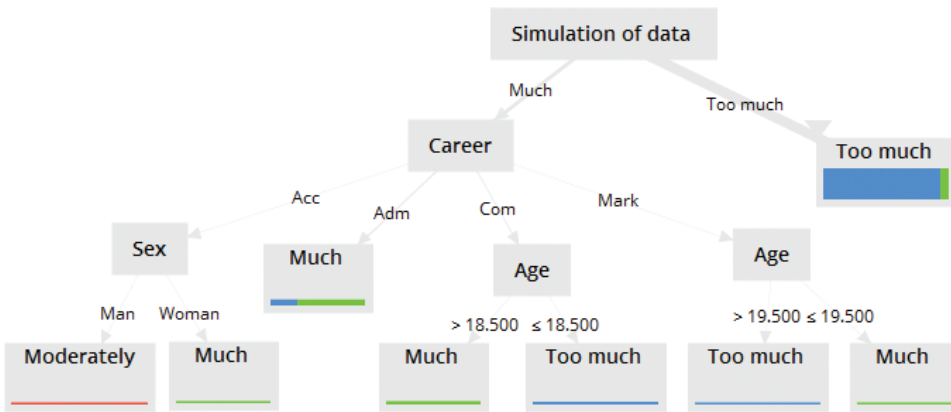 Simulation of data
Much
Too much
Career
Too much
Acc
Adm
Com
Mark
Sex
Much
Age
Age
Man
Woman
> 18.500
≤ 18.500
> 19.500
≤ 19.500
Moderately
Much
Much
Too much
Too much
Much